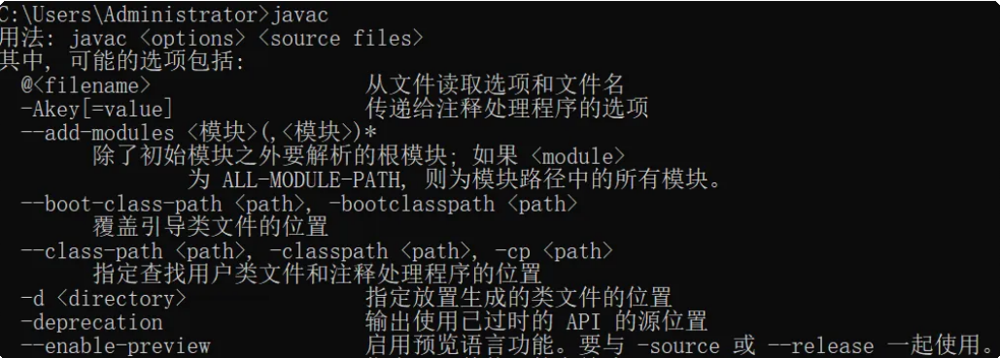 C:\Users\Administrator>javac
用法: javac <options> <source files>
其中, 可能的选项包括:
@<filename> 从文件读取选项和文件名
-Akey[=value] 传递给注释处理程序的选项
--add-modules <模块>(,<模块>)*
除了初始模块之外要解析的根模块; 如果 <module>
为 ALL-MODULE-PATH, 则为模块路径中的所有模块。
--boot-class-path <path>, -bootclasspath <path>
覆盖引导类文件的位置
--class-path <path>, -classpath <path>, -cp <path>
指定查找用户类文件和注释处理程序的位置
-d <directory> 指定放置生成的类文件的位置
-deprecation 输出使用已过时的 API 的源位置
--enable-preview 启用预览语言功能。要与 -source 或 --release 一起使用。